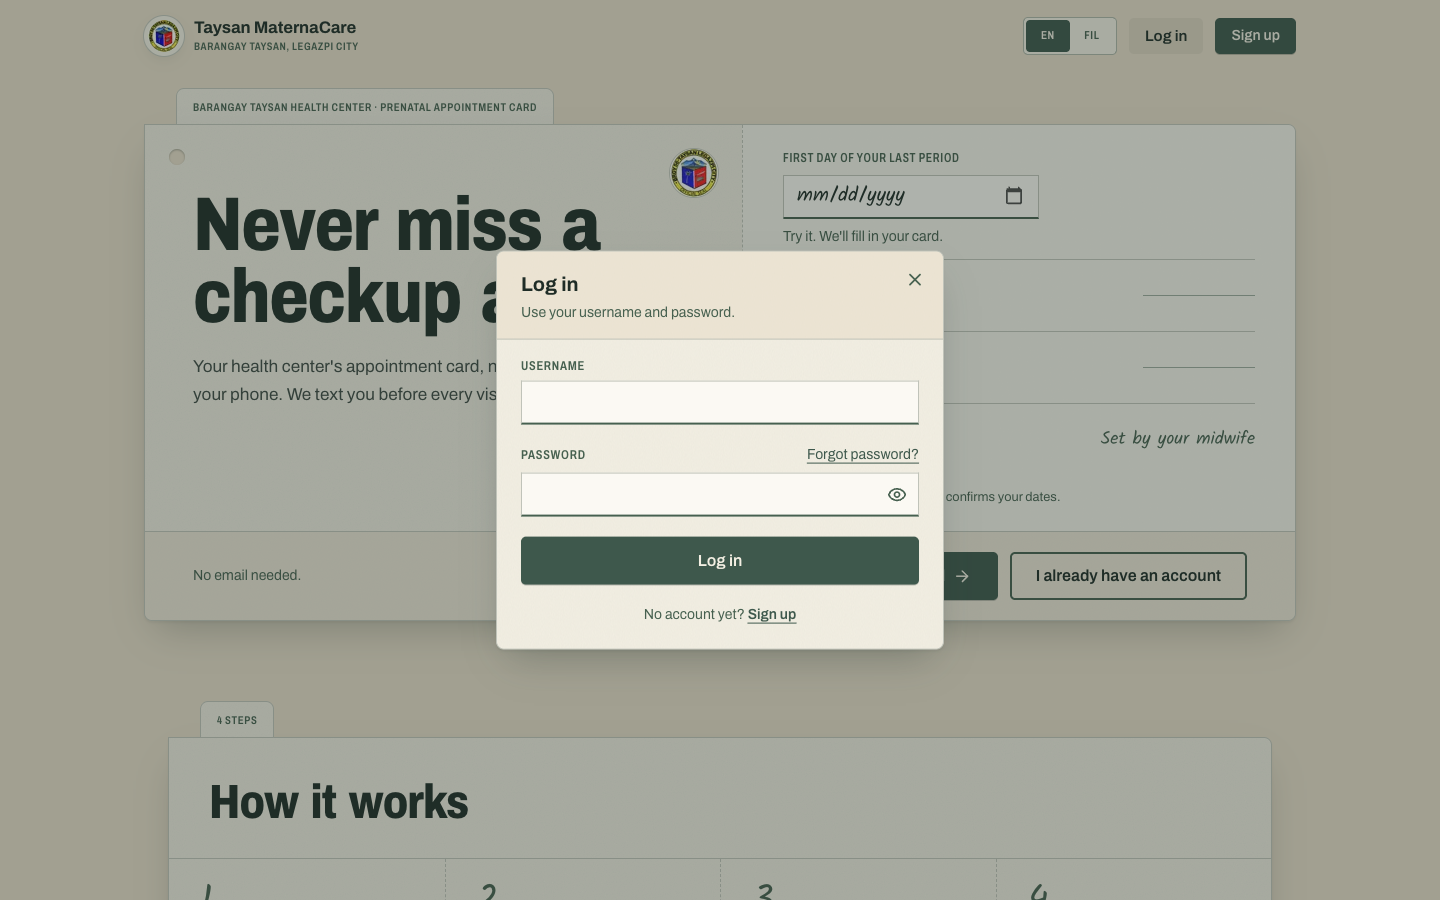 Taysan MaternaCare
BARANGAY TAYSAN, LEGAZPI CITY
EN FIL Log in Sign up
BARANGAY TAYSAN HEALTH CENTER · PRENATAL APPOINTMENT CARD
Never miss a
checkup
Your health center's appointment card,
your phone. We text you before every
No email needed.
FIRST DAY OF YOUR LAST PERIOD
mm/dd/yyyy
Try it. We'll fill in your card.
Set by your midwife
confirms your dates.
I already have an account
Log in
Use your username and password.
USERNAME
PASSWORD Forgot password?
Log in
No account yet? Sign up
4 STEPS
How it works
1 2 3 4